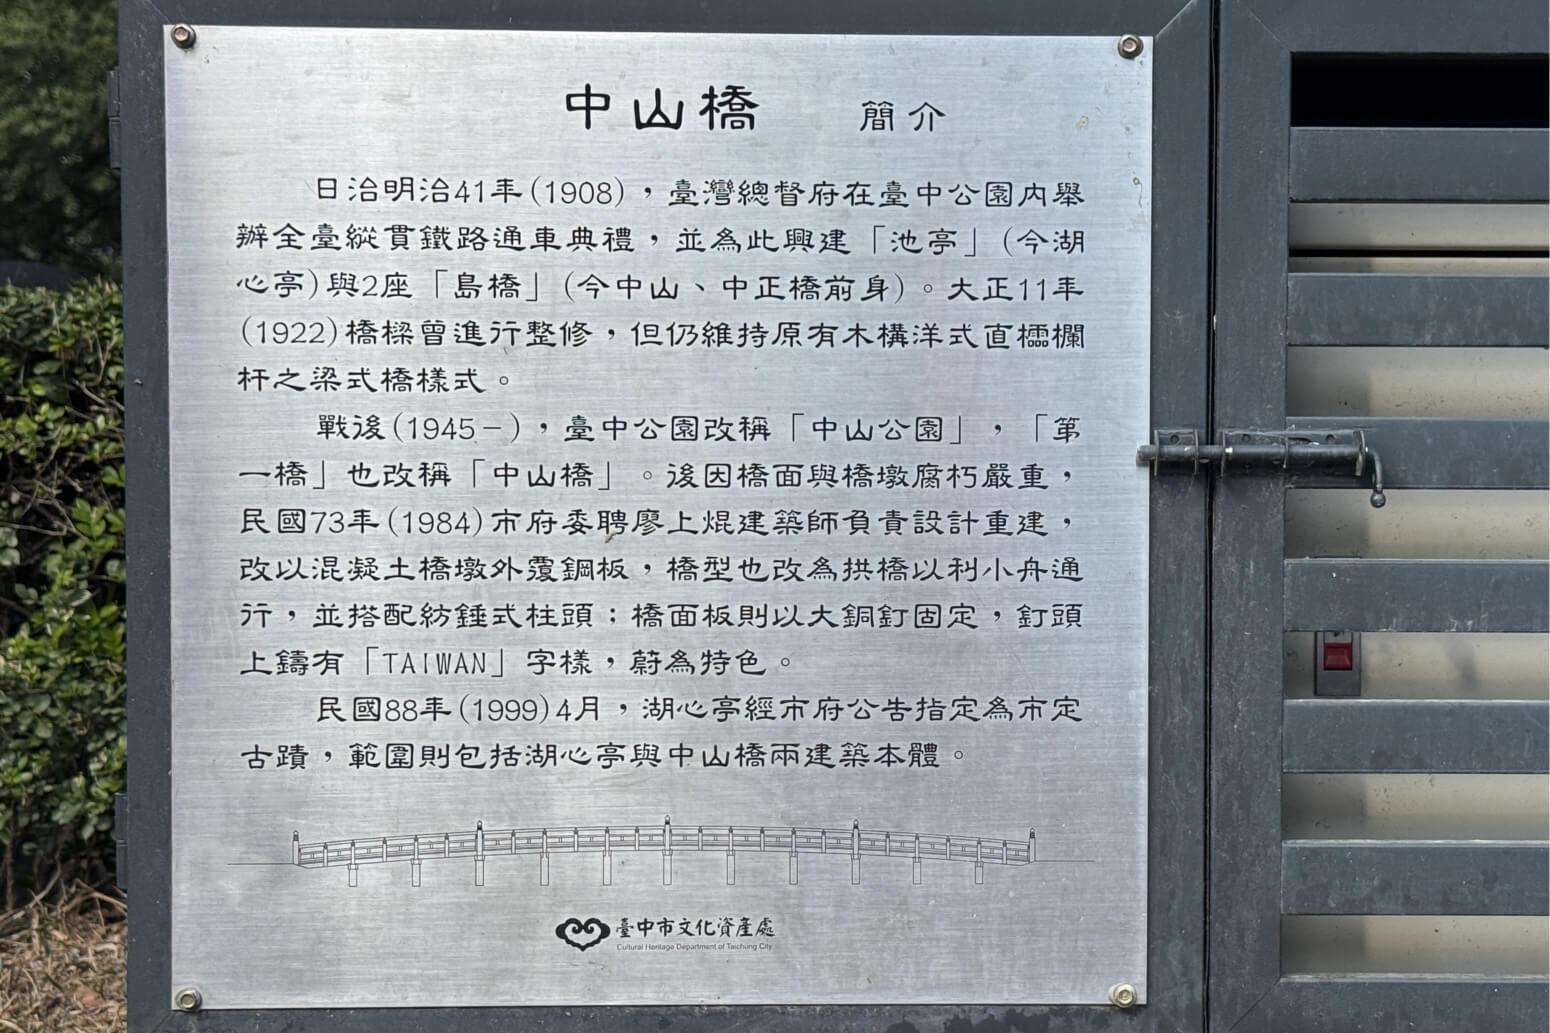 中山橋 簡介
日治明治41年(1908)，臺灣總督府在臺中公園內舉
辦全臺縱貫鐵路通車典禮，並為此興建「池亭」(今湖
心亭)與2座「島橋」(今中山、中正橋前身)。大正11年
(1922)橋樑曾進行整修，但仍維持原有木構洋式直櫺欄
杆之梁式橋樣式。
戰後(1945－)，臺中公園改稱「中山公園」，「第
一橋」也改稱「中山橋」。後因橋面與橋墩腐朽嚴重，
民國73年(1984)市府委聘廖上焜建築師負責設計重建，
改以混凝土橋墩外覆鋼板，橋型也改為拱橋以利小舟通
行，並搭配紡錘式柱頭；橋面板則以大銅釘固定，釘頭
上鑄有「TAIWAN」字樣，蔚為特色。
民國88年(1999)4月，湖心亭經市府公告指定為市定
古蹟，範圍則包括湖心亭與中山橋兩建築本體。
臺中市文化資產處
Cultural Heritage Department of Taichung City